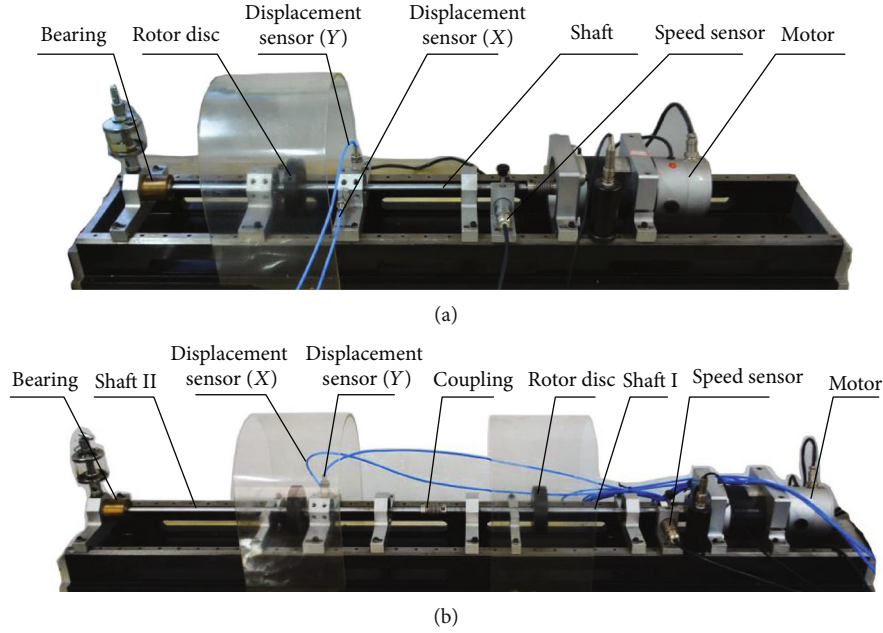 Bearing
Rotor disc
Displacement
sensor (Y)
Displacement
sensor (X)
Shaft
Speed sensor
Motor
(a)
Bearing
Shaft II
Displacement
sensor (X)
Displacement
sensor (Y)
Coupling
Rotor disc
Shaft I
Speed sensor
Motor
(b)